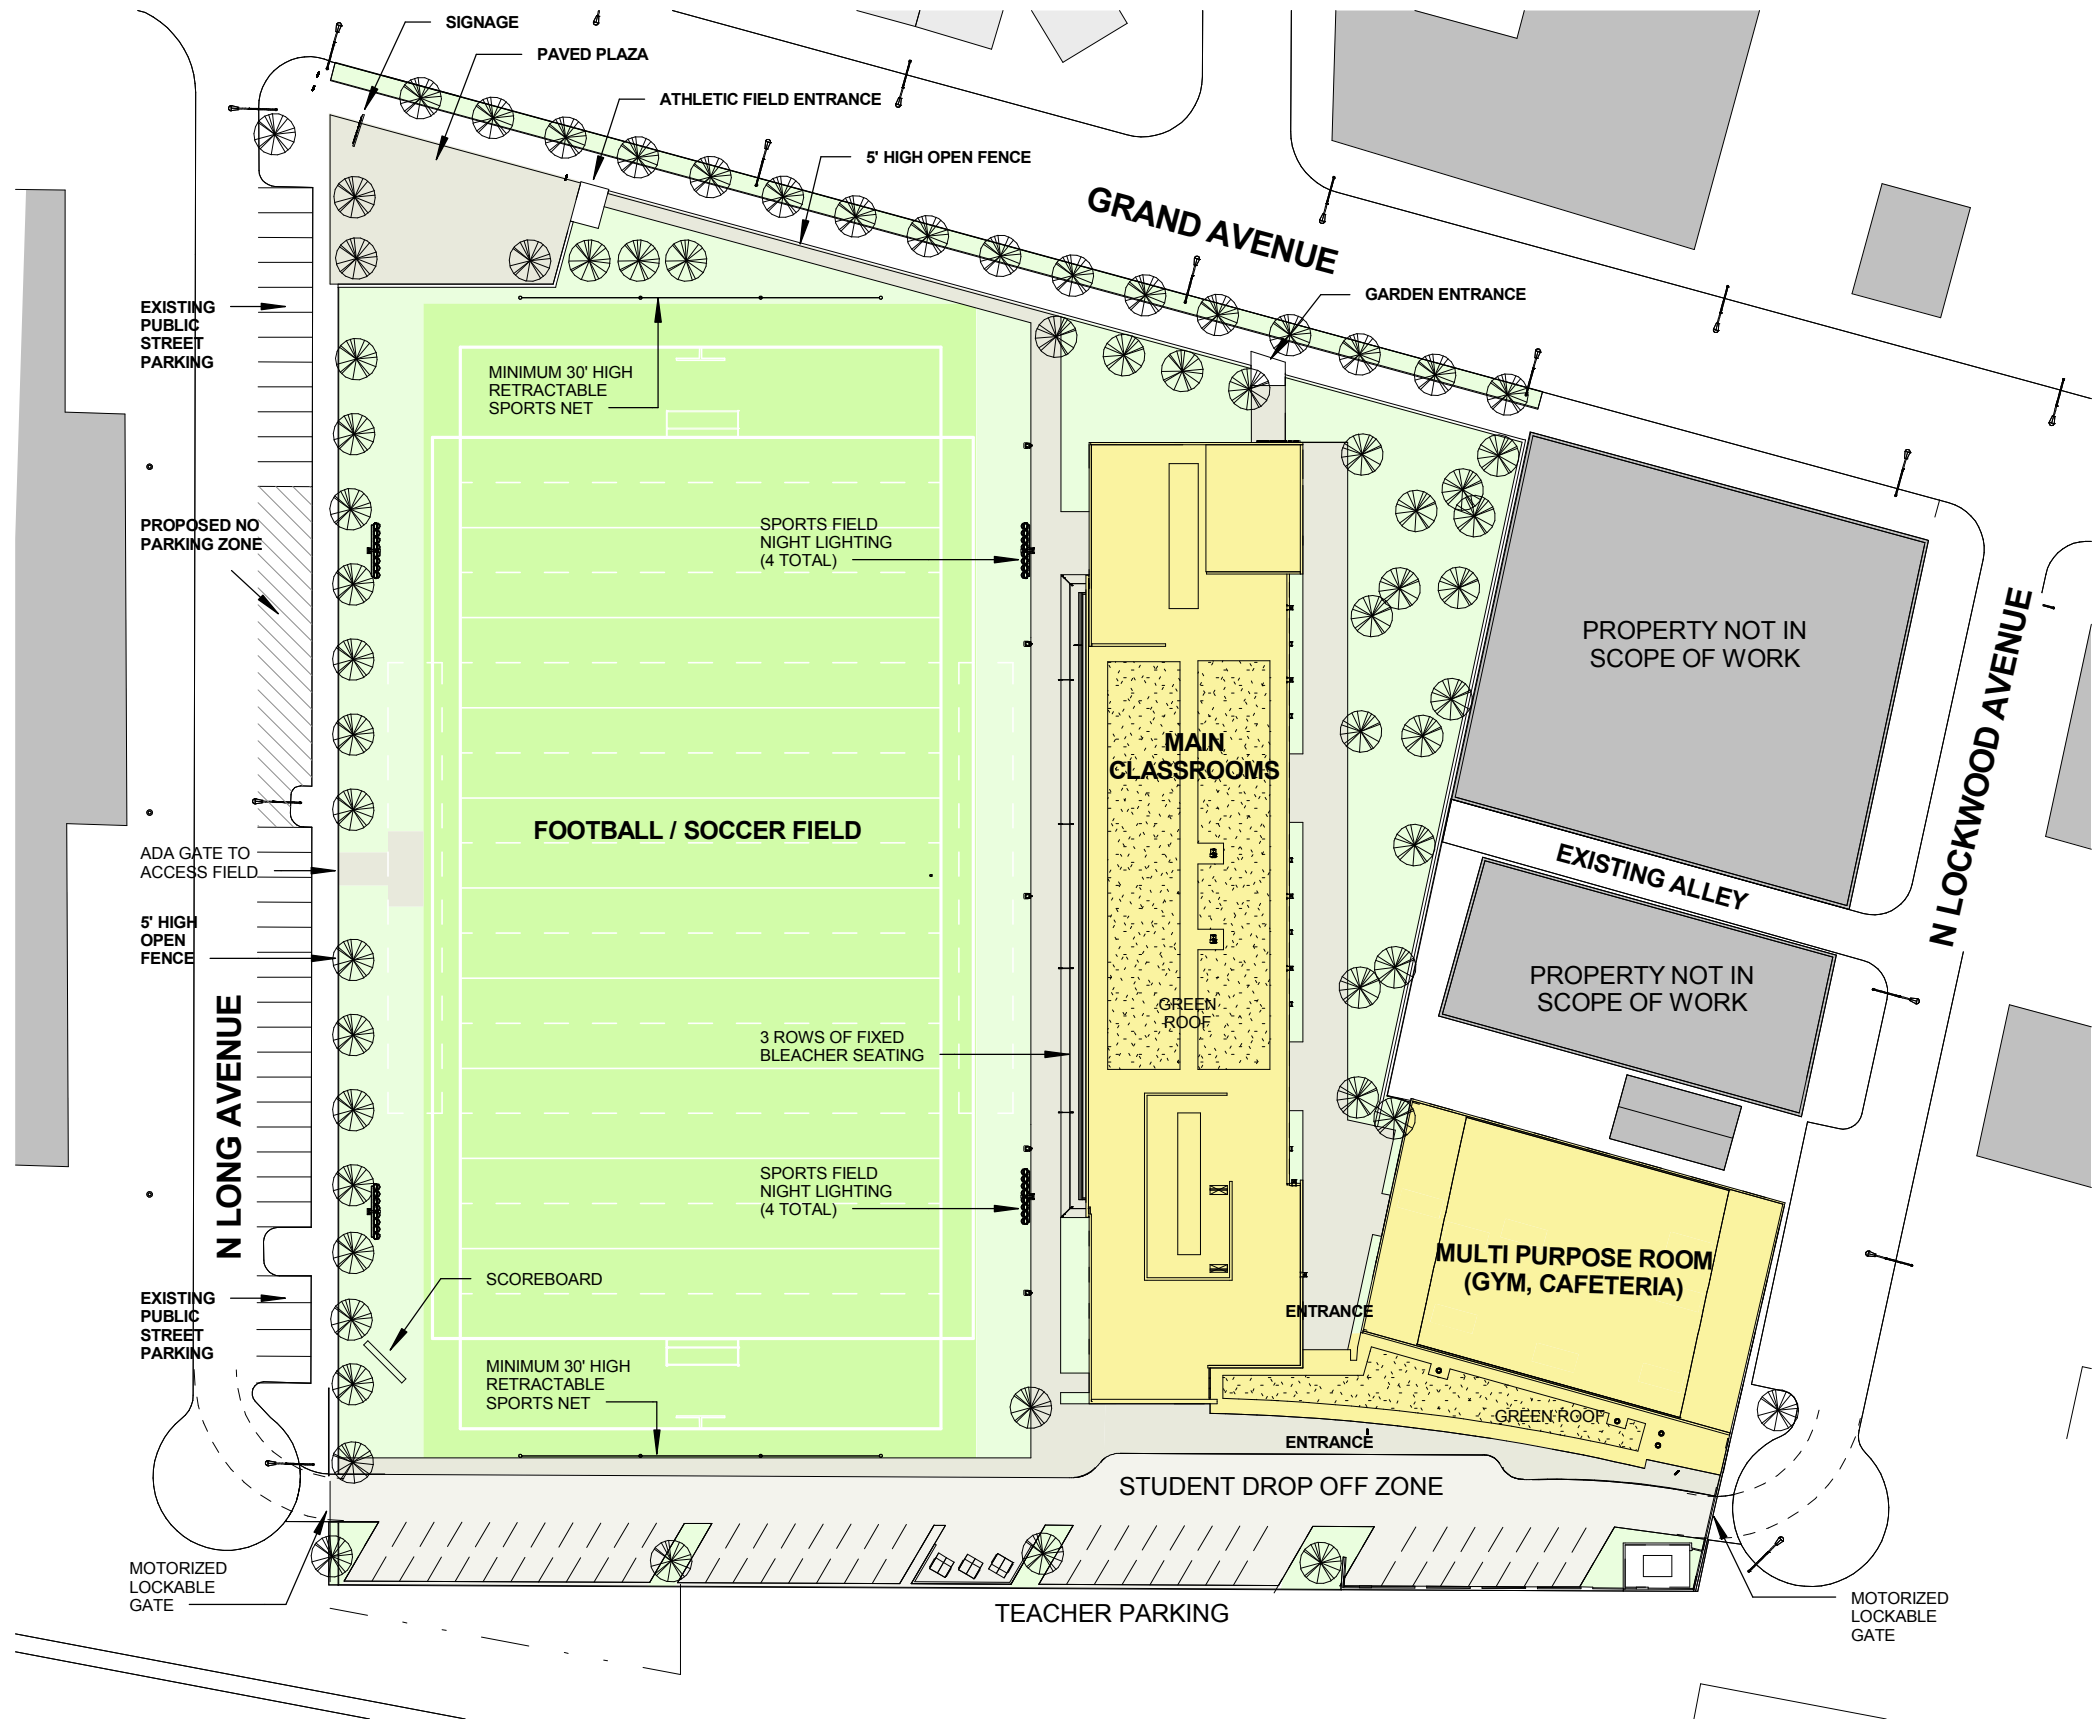 SIGNAGE
PAVED PLAZA
ATHLETIC FIELD ENTRANCE
5' HIGH OPEN FENCE
GRAND AVENUE
GARDEN ENTRANCE
EXISTING
PUBLIC
STREET
PARKING
MINIMUM 30' HIGH
RETRACTABLE
SPORTS NET
PROPOSED NO
PARKING ZONE
SPORTS FIELD
NIGHT LIGHTING
(4 TOTAL)
PROPERTY NOT IN
SCOPE OF WORK
N LOCKWOOD AVENUE
MAIN
CLASSROOMS
FOOTBALL / SOCCER FIELD
ADA GATE TO
ACCESS FIELD
EXISTING ALLEY
5' HIGH
OPEN
FENCE
PROPERTY NOT IN
SCOPE OF WORK
GREEN
ROOF
3 ROWS OF FIXED
BLEACHER SEATING
N LONG AVENUE
SPORTS FIELD
NIGHT LIGHTING
(4 TOTAL)
MULTI PURPOSE ROOM
(GYM, CAFETERIA)
SCOREBOARD
EXISTING
PUBLIC
STREET
PARKING
ENTRANCE
MINIMUM 30' HIGH
RETRACTABLE
SPORTS NET
GREEN ROOF
ENTRANCE
STUDENT DROP OFF ZONE
MOTORIZED
LOCKABLE
GATE
TEACHER PARKING
MOTORIZED
LOCKABLE
GATE